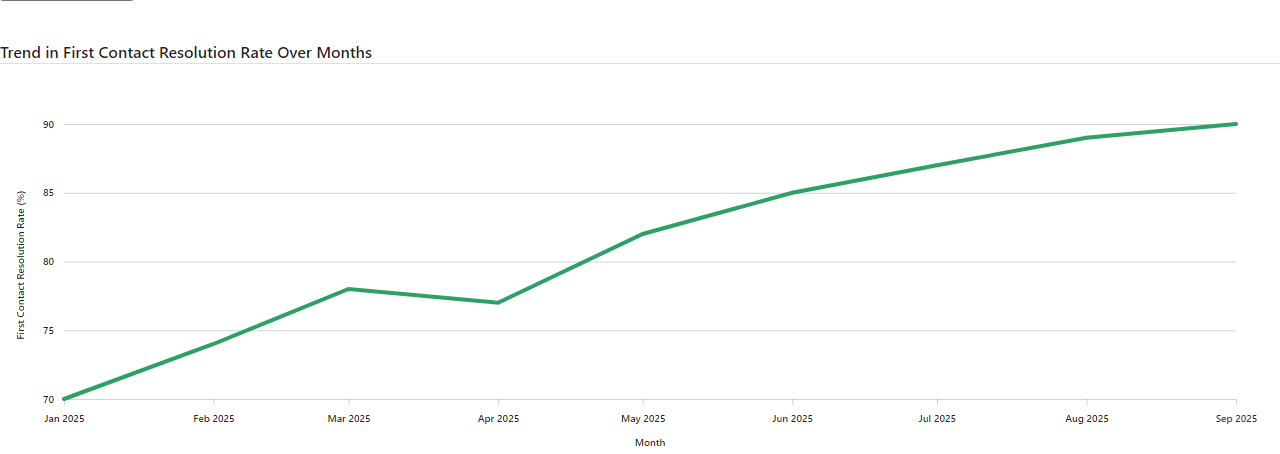 Trend in First Contact Resolution Rate Over Months
First Contact Resolution Rate (%)
90
85
80
75
70
Jan 2025 Feb 2025 Mar 2025 Apr 2025 May 2025 Jun 2025 Jul 2025 Aug 2025 Sep 2025
Month